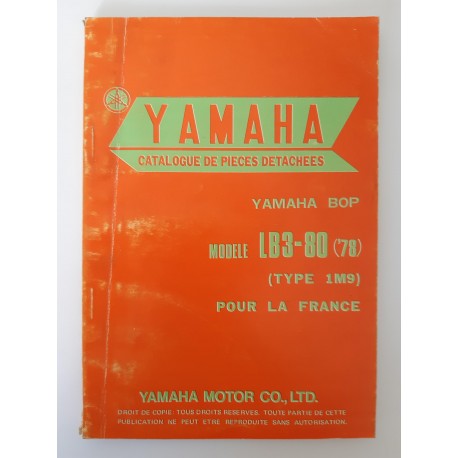 YAMAHA
CATALOGUE DE PIECES DETACHEES
YAMAHA BOP
MODELE LB3-80 ('78)
(TYPE 1M9)
POUR LA FRANCE
YAMAHA MOTOR CO., LTD.
DROIT DE COPIE. TOUS DROITS RESERVES. TOUTE PARTIE DE CETTE
PUBLICATION NE PEUT ETRE REPRODUITE SANS AUTORISATION.